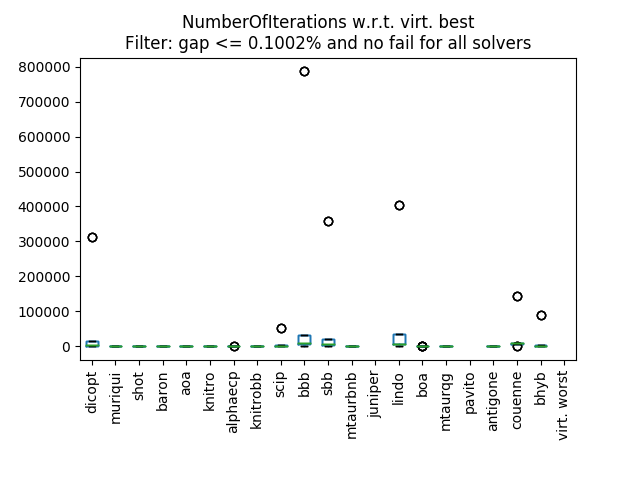 NumberOfIterations w.r.t. virt. best
Filter: gap <= 0.1002% and no fail for all solvers
800000
700000
600000
500000
400000
300000
200000
100000
0
dicopt
muriqui
shot
baron
aoa
knitro
alphaecp
knitrobb
scip
bbb
sbb
mtaurbnb
juniper
lindo
boa
mtaurqg
pavito
antigone
couenne
bhyb
virt. worst